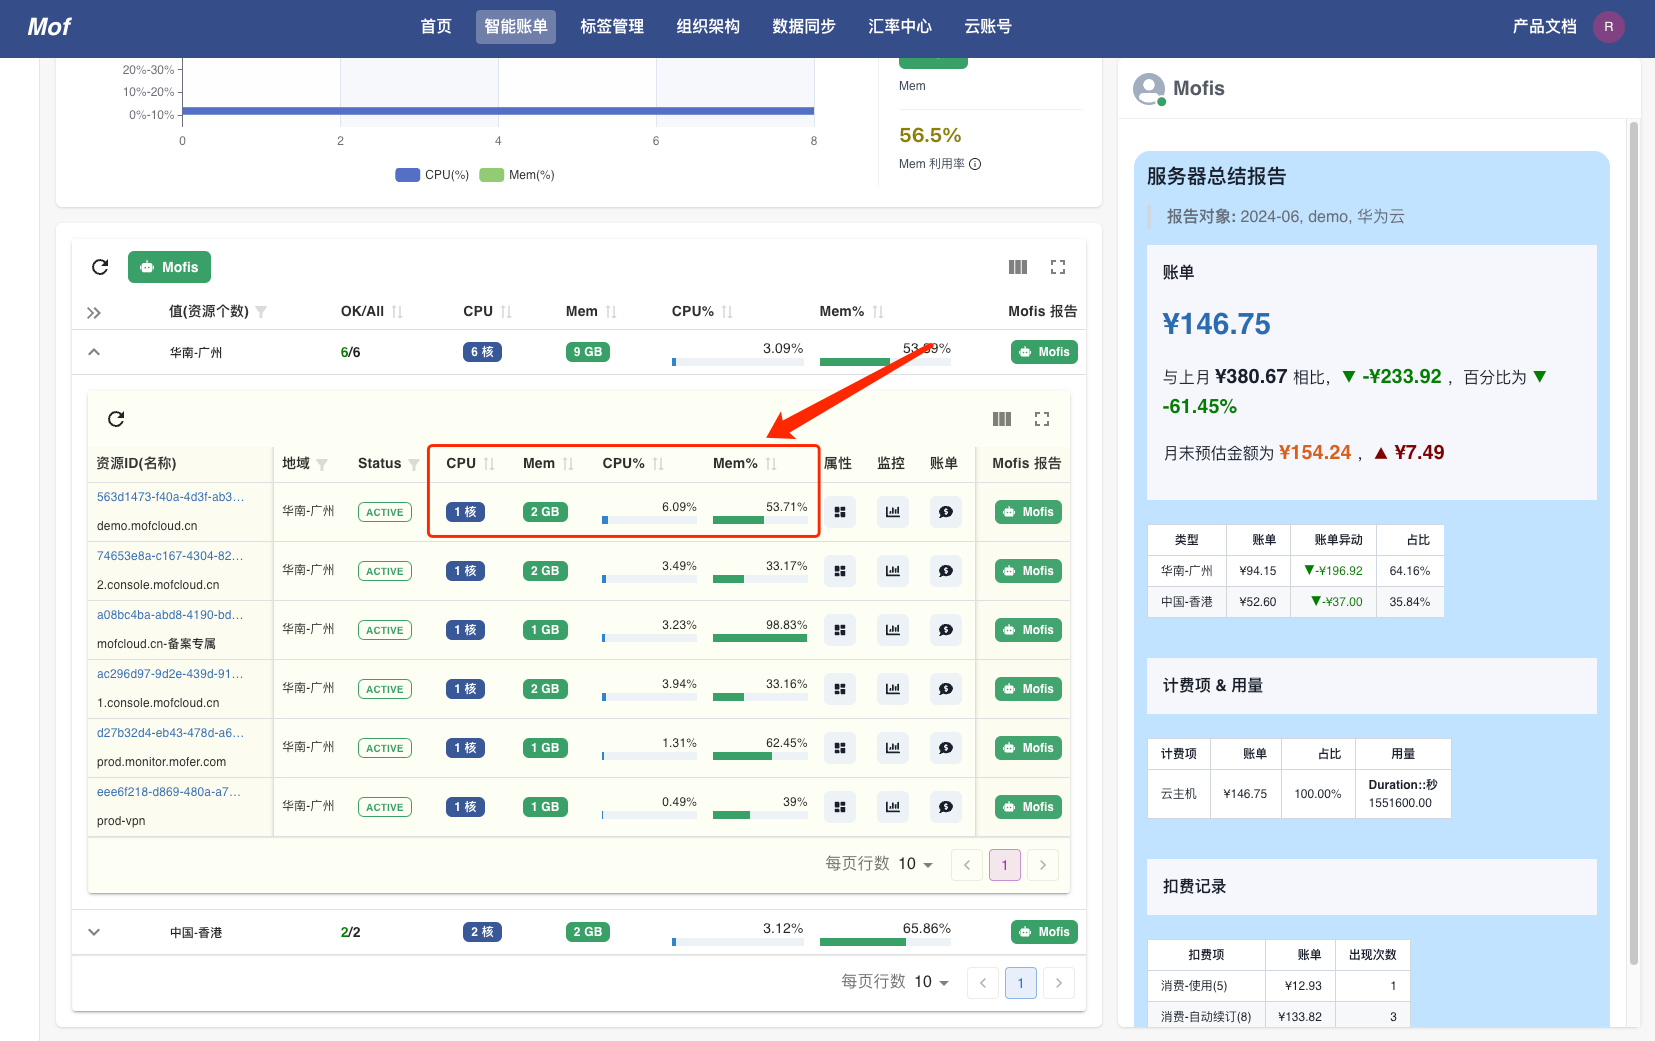 Mof
首页 智能账单 标签管理 组织架构 数据同步 汇率中心 云账号 产品文档 R
20%-30%
10%-20%
0%-10%
0 2 4 6 8
CPU(%) Mem(%)
Mem
56.5%
Mem 利用率
Mofis
值(资源个数) OK/All CPU Mem CPU% Mem% Mofis 报告
华南-广州 6/6 6 核 9 GB 3.09% 53.39% Mofis
资源ID(名称) 地域 Status CPU Mem CPU% Mem% 属性 监控 账单 Mofis 报告
563d1473-f40a-4d3f-ab3...
demo.mofcloud.cn
华南-广州 ACTIVE 1 核 2 GB 6.09% 53.71% Mofis
74653e8a-c167-4304-82...
2.console.mofcloud.cn
华南-广州 ACTIVE 1 核 2 GB 3.49% 33.17% Mofis
a08bc4ba-abd8-4190-bd...
mofcloud.cn-备案专属
华南-广州 ACTIVE 1 核 1 GB 3.23% 98.83% Mofis
ac296d97-9d2e-439d-91...
1.console.mofcloud.cn
华南-广州 ACTIVE 1 核 2 GB 3.94% 33.16% Mofis
d27b32d4-eb43-478d-a6...
prod.monitor.mofer.com
华南-广州 ACTIVE 1 核 1 GB 1.31% 62.45% Mofis
eee6f218-d869-480a-a7...
prod-vpn
华南-广州 ACTIVE 1 核 1 GB 0.49% 39% Mofis
每页行数 10 1
中国-香港 2/2 2 核 2 GB 3.12% 65.86% Mofis
每页行数 10 1
Mofis
服务器总结报告
报告对象: 2024-06, demo, 华为云
账单
¥146.75
与上月 ¥380.67 相比, ▼ -¥233.92 , 百分比为 ▼
-61.45%
月末预估金额为 ¥154.24 , ▲ ¥7.49
类型 账单 账单异动 占比
华南-广州 ¥94.15 ▼-¥196.92 64.16%
中国-香港 ¥52.60 ▼-¥37.00 35.84%
计费项 & 用量
计费项 账单 占比 用量
云主机 ¥146.75 100.00% Duration::秒
1551600.00
扣费记录
扣费项 账单 出现次数
消费-使用(5) ¥12.93 1
消费-自动续订(8) ¥133.82 3